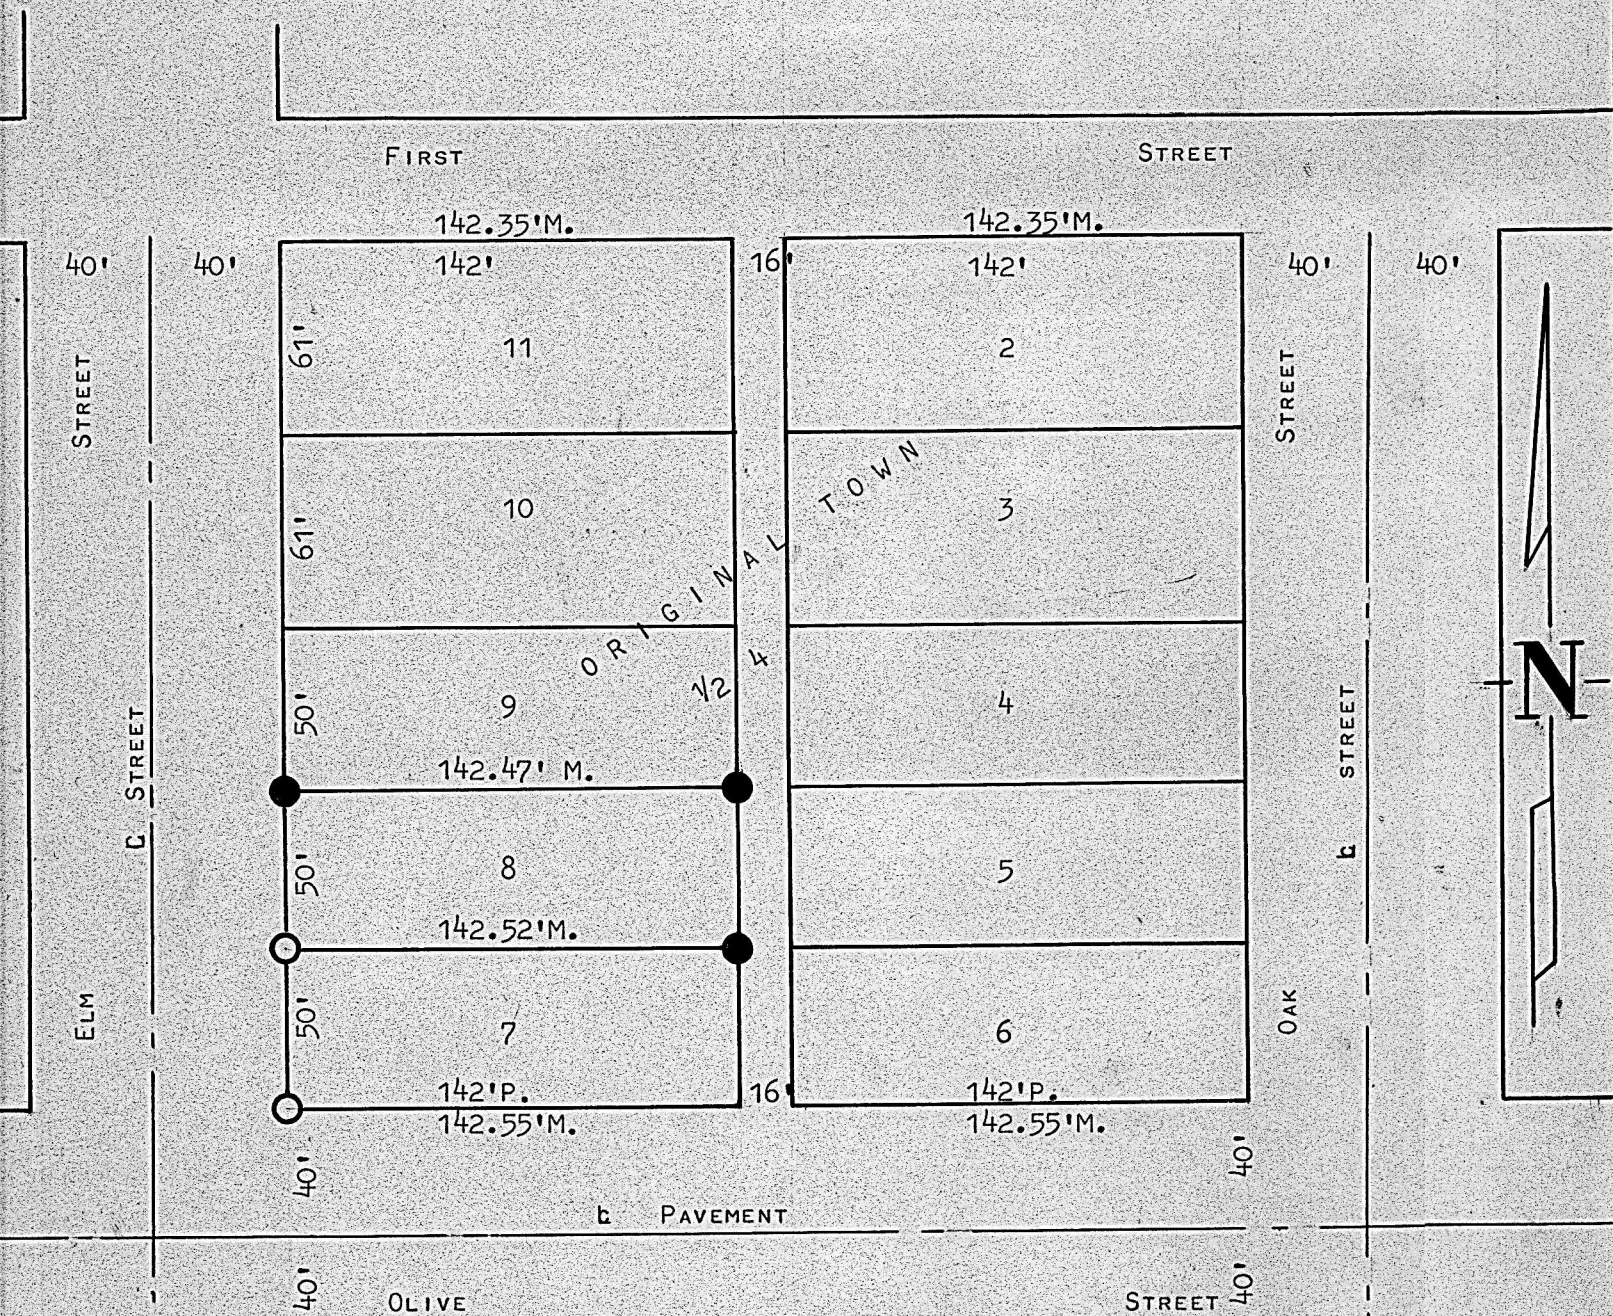 FIRST STREET
142.35'M. 142.35'M.
40' 40' 142' 16' 142' 40' 40'
61' 11 2
STREET STREET
TOWN
61' 10 3
ORIGINAL
1/2 4
N
50' 9 4
STREET STREET
142.47' M.
50' 8 5
142.52'M.
ELM OAK
50' 7 6
142'P. 16' 142'P.
142.55'M. 142.55'M.
40' 40'
PAVEMENT
40' 40'
OLIVE STREET